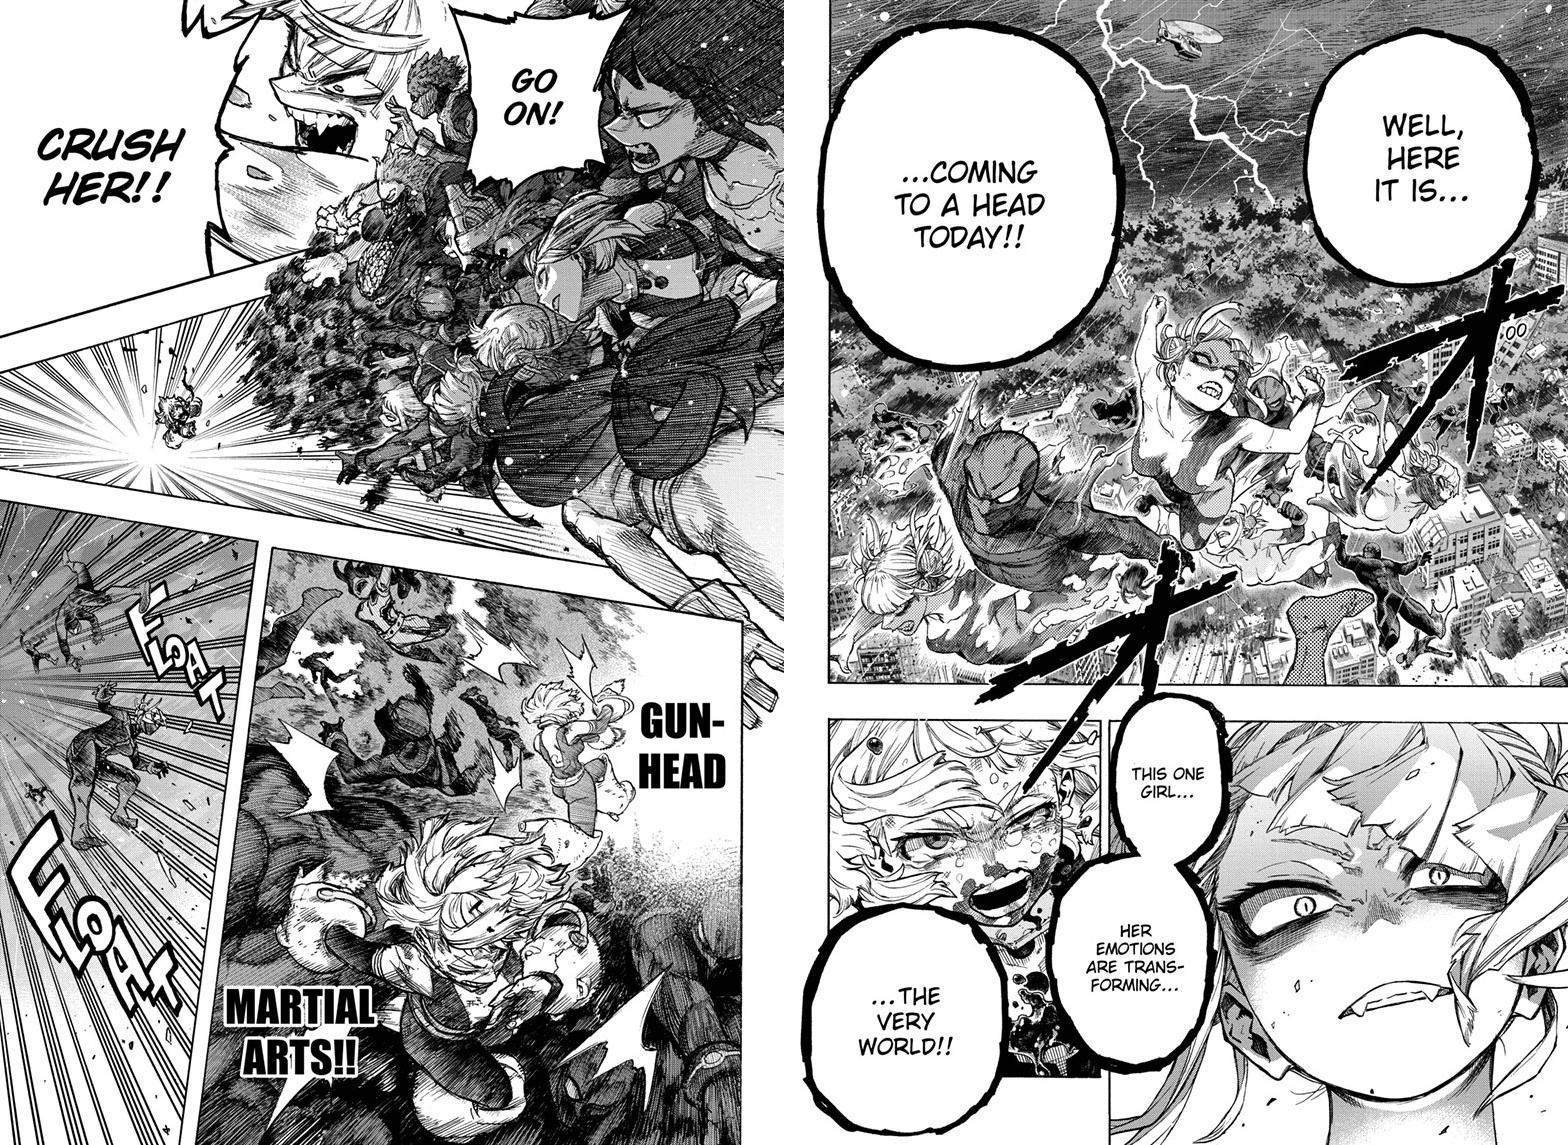 WELL,
HERE
IT IS...
...COMING
TO A HEAD
TODAY!!
THIS ONE
GIRL...
HER
EMOTIONS
ARE TRANS-
FORMING...
...THE
VERY
WORLD!!
GO
ON!
CRUSH
HER!!
GUN-
HEAD
MARTIAL
ARTS!!
FLOAT
FLOAT